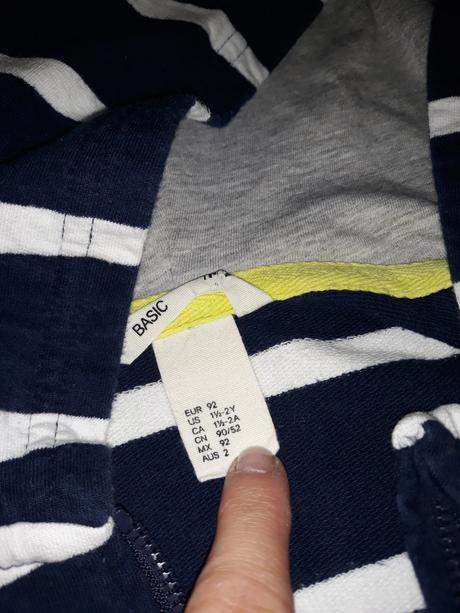 BASIC
EUR 92
US 1½-2Y
CA 1½-2A
CN 90/52
MX 92
AUS 2